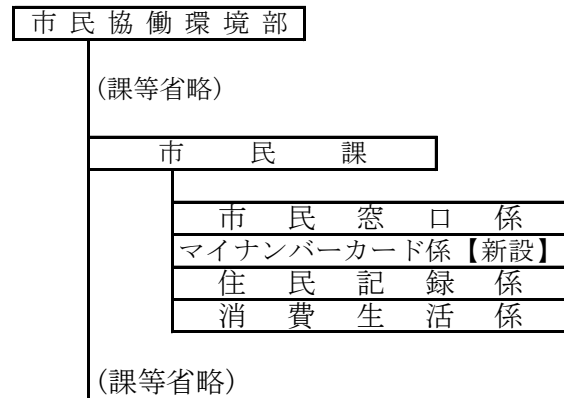 市民協働環境部
(課等省略)
市民課
市民窓口係
マイナンバーカード係【新設】
住民記録係
消費生活係
(課等省略)